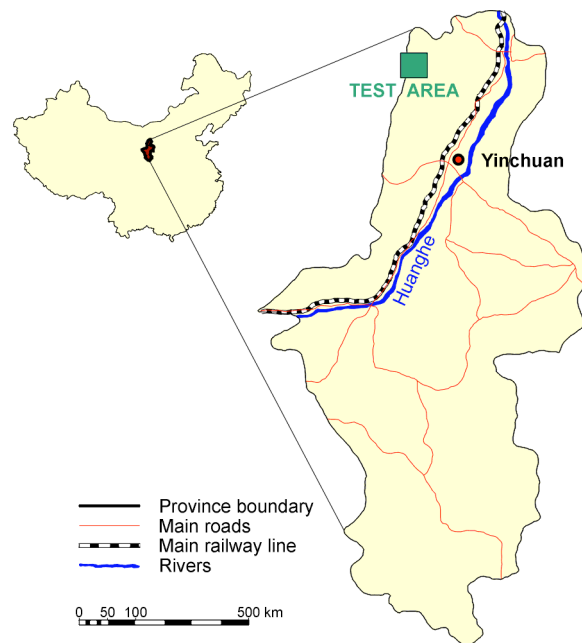 TEST AREA
Yinchuan
Huanghe
Province boundary
Main roads
Main railway line
Rivers
0 50 100 500 km